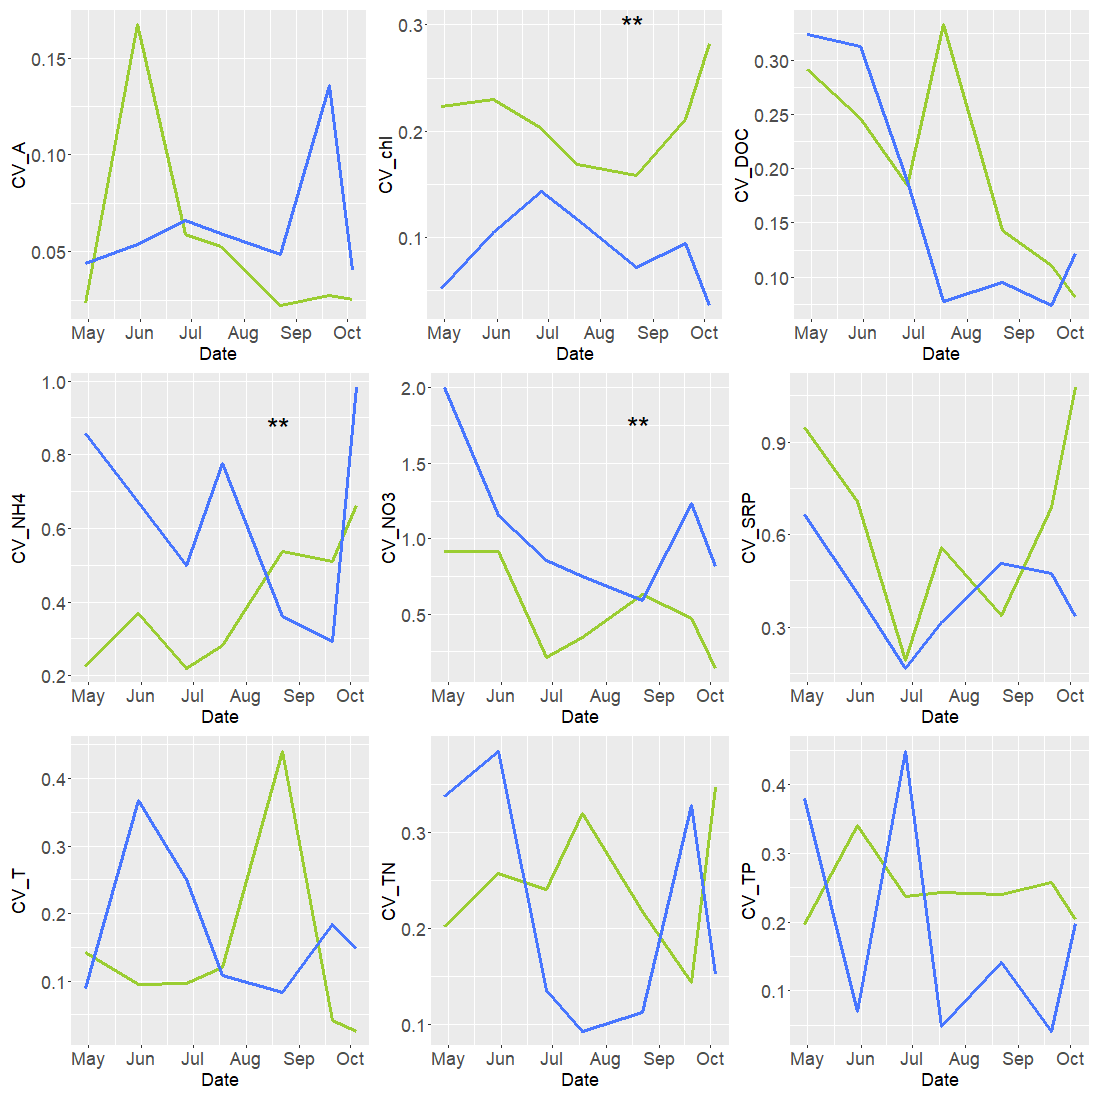 CV_A
0.15
0.10
0.05
May Jun Jul Aug Sep Oct
Date
CV_chl
**
0.3
0.2
0.1
May Jun Jul Aug Sep Oct
Date
CV_DOC
0.30
0.25
0.20
0.15
0.10
May Jun Jul Aug Sep Oct
Date
CV_NH4
**
1.0
0.8
0.6
0.4
0.2
May Jun Jul Aug Sep Oct
Date
CV_NO3
**
2.0
1.5
1.0
0.5
May Jun Jul Aug Sep Oct
Date
CV_SRP
0.9
0.6
0.3
May Jun Jul Aug Sep Oct
Date
CV_T
0.4
0.3
0.2
0.1
May Jun Jul Aug Sep Oct
Date
CV_TN
0.3
0.2
0.1
May Jun Jul Aug Sep Oct
Date
CV_TP
0.4
0.3
0.2
0.1
May Jun Jul Aug Sep Oct
Date